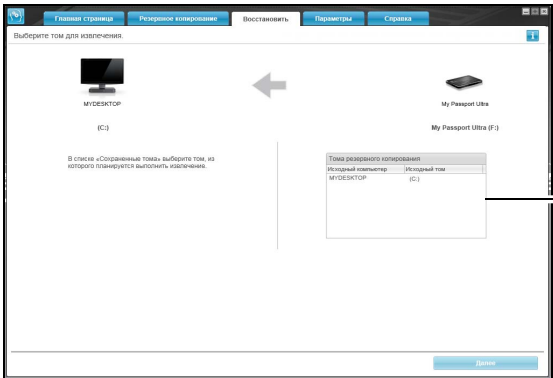 Главная страница
Резервное копирование
Восстановить
Параметры
Справка
Выберите том для извлечения.
i
MYDESKTOP
My Passport Ultra
(C:)
My Passport Ultra (F:)
В списке «Сохраненные тома» выберите том, из
которого планируется выполнить извлечение.
Тома резервного копирования
Исходный компьютер
Исходный том
MYDESKTOP
(C:)
Далее